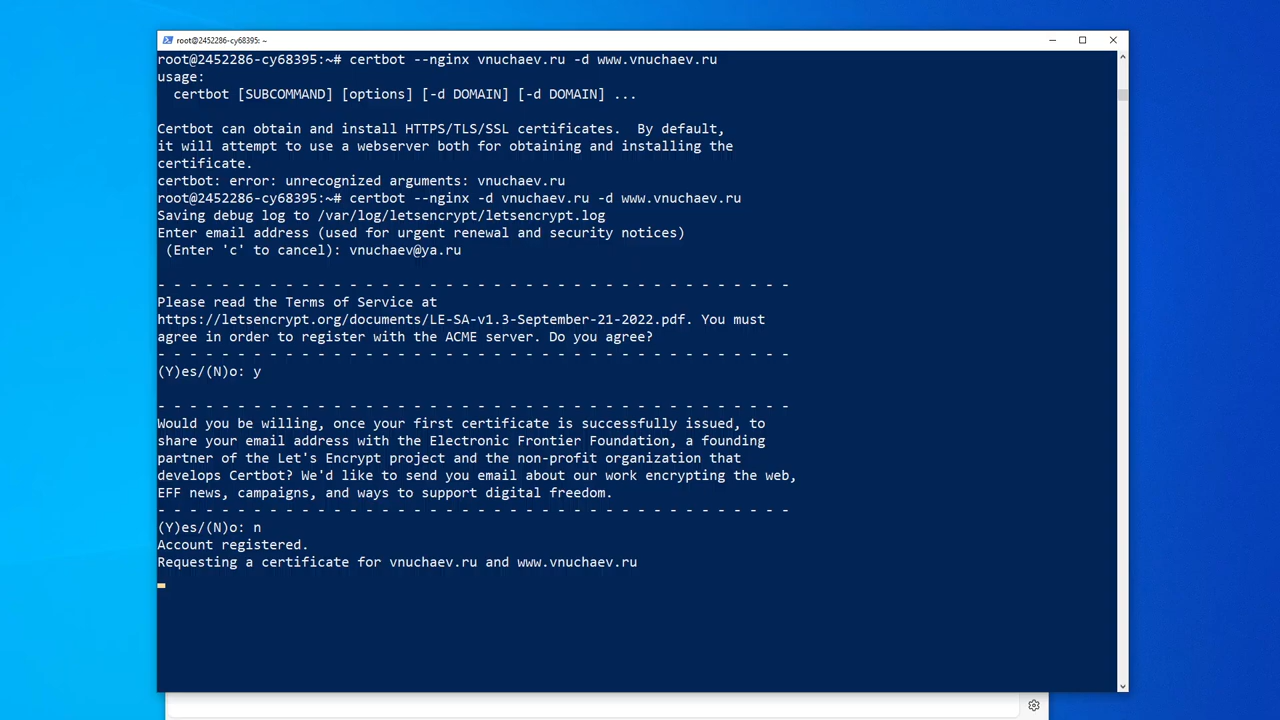 root@2452286-cy68395: ~
root@2452286-cy68395:~# certbot --nginx vnuchaev.ru -d www.vnuchaev.ru
usage:
  certbot [SUBCOMMAND] [options] [-d DOMAIN] [-d DOMAIN] ...
Certbot can obtain and install HTTPS/TLS/SSL certificates.  By default,
it will attempt to use a webserver both for obtaining and installing the
certificate.
certbot: error: unrecognized arguments: vnuchaev.ru
root@2452286-cy68395:~# certbot --nginx -d vnuchaev.ru -d www.vnuchaev.ru
Saving debug log to /var/log/letsencrypt/letsencrypt.log
Enter email address (used for urgent renewal and security notices)
 (Enter 'c' to cancel): vnuchaev@ya.ru
- - - - - - - - - - - - - - - - - - - - - - - - - - - - - - - - - - - - - - - -
Please read the Terms of Service at
https://letsencrypt.org/documents/LE-SA-v1.3-September-21-2022.pdf. You must
agree in order to register with the ACME server. Do you agree?
- - - - - - - - - - - - - - - - - - - - - - - - - - - - - - - - - - - - - - - -
(Y)es/(N)o: y
- - - - - - - - - - - - - - - - - - - - - - - - - - - - - - - - - - - - - - - -
Would you be willing, once your first certificate is successfully issued, to
share your email address with the Electronic Frontier Foundation, a founding
partner of the Let's Encrypt project and the non-profit organization that
develops Certbot? We'd like to send you email about our work encrypting the web,
EFF news, campaigns, and ways to support digital freedom.
- - - - - - - - - - - - - - - - - - - - - - - - - - - - - - - - - - - - - - - -
(Y)es/(N)o: n
Account registered.
Requesting a certificate for vnuchaev.ru and www.vnuchaev.ru